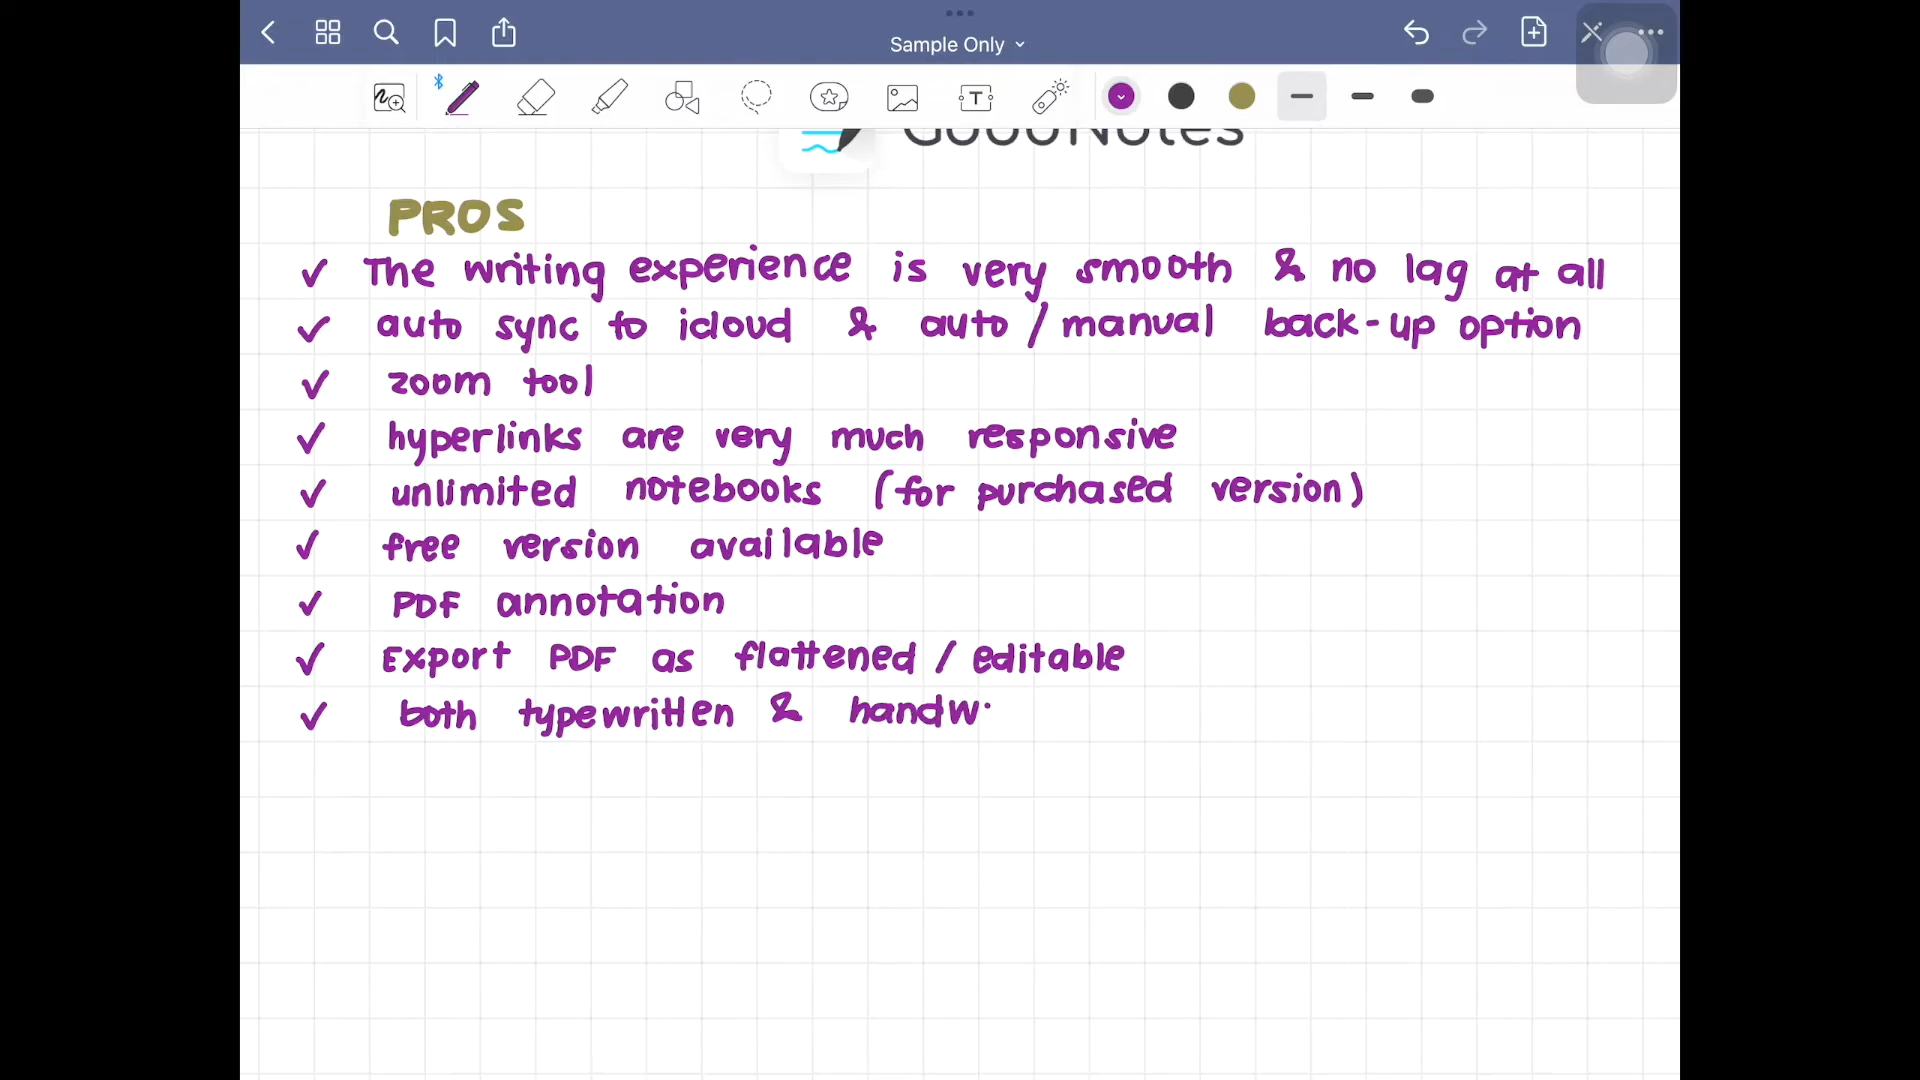 Sample Only
GOODNOTES
PROS
✓ The writing experience is very smooth & no lag at all
✓ auto sync to icloud & auto / manual back-up option
✓ zoom tool
✓ hyperlinks are very much responsive
✓ unlimited notebooks (for purchased version)
✓ free version available
✓ PDF annotation
✓ Export PDF as flattened / editable
✓ both typewritten & handw